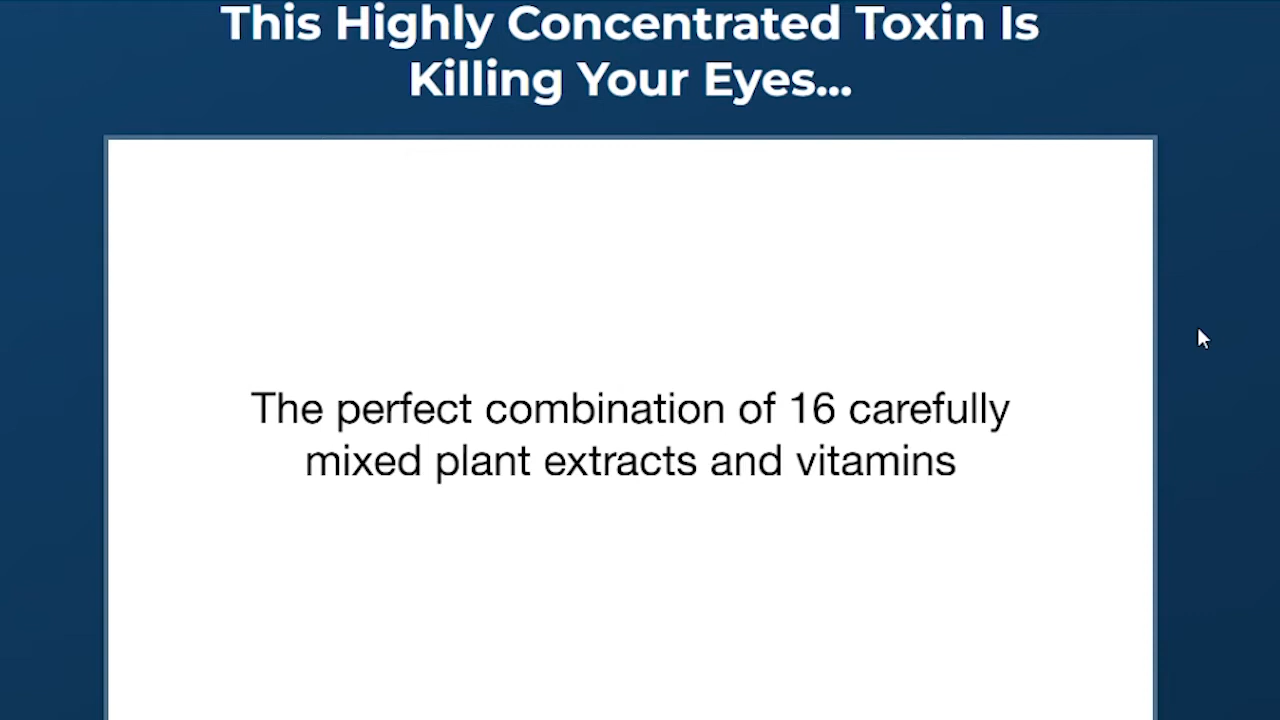 This Highly Concentrated Toxin Is
Killing Your Eyes...
The perfect combination of 16 carefully
mixed plant extracts and vitamins